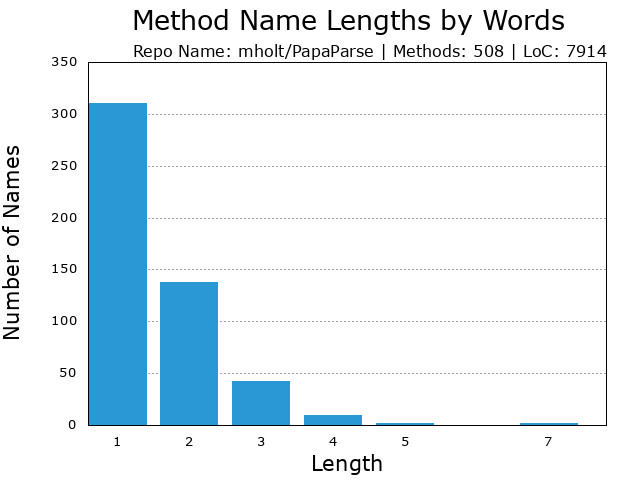 Method Name Lengths by Words
Repo Name: mholt/PapaParse | Methods: 508 | LoC: 7914
350
300
250
200
150
100
50
0
Number of Names
1 2 3 4 5 7
Length